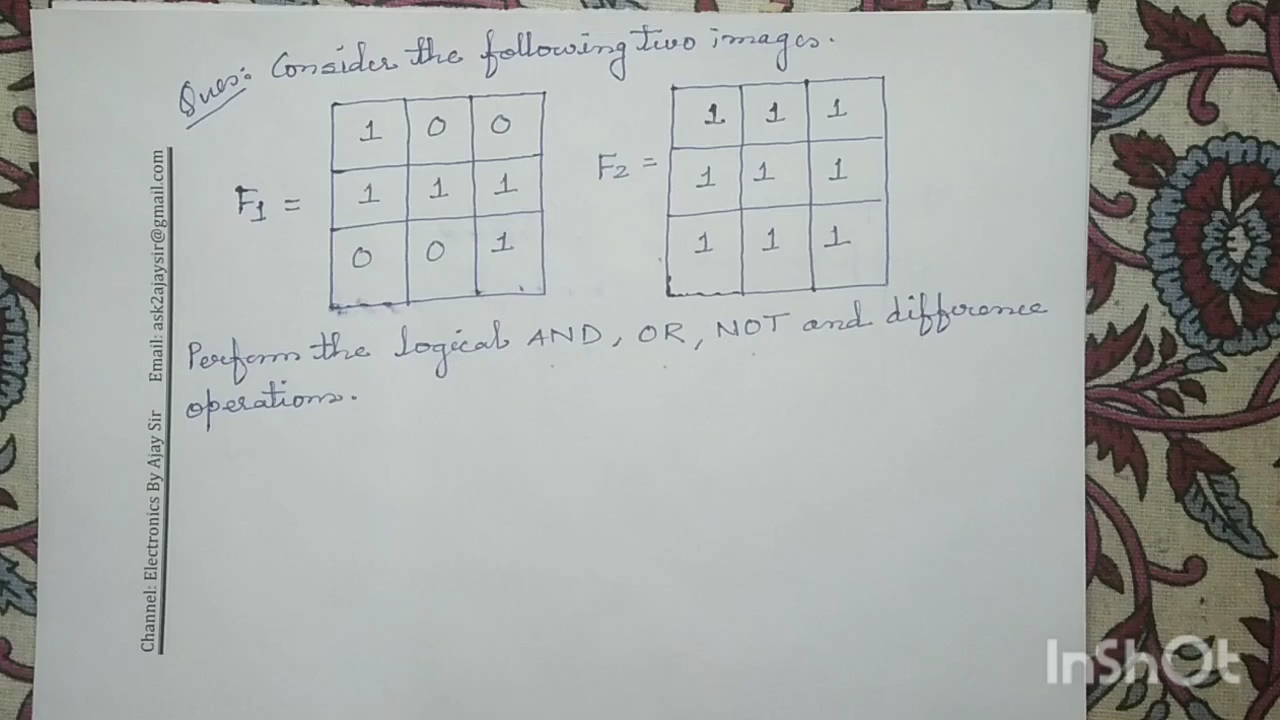 Ques: Consider the following two images.
F1 =
1 0 0
1 1 1
0 0 1
F2 =
1 1 1
1 1 1
1 1 1
Perform the logical AND, OR, NOT and difference
operations.
Channel: Electronics By Ajay Sir Email: ask2ajaysir@gmail.com
InShOt